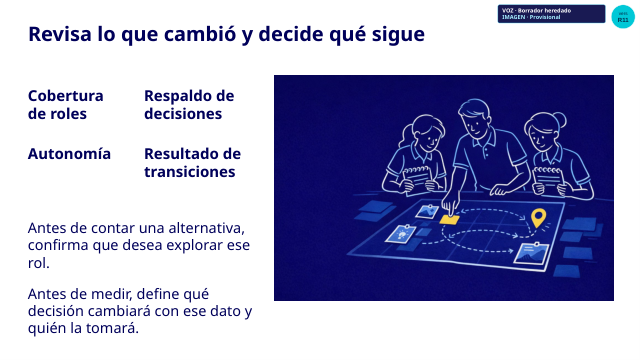 VOZ · Borrador heredado
IMAGEN · Provisional
R11
Revisa lo que cambió y decide qué sigue
Cobertura
de roles
Respaldo de
decisiones
Autonomía
Resultado de
transiciones
Antes de contar una alternativa,
confirma que desea explorar ese
rol.
Antes de medir, define qué
decisión cambiará con ese dato y
quién la tomará.